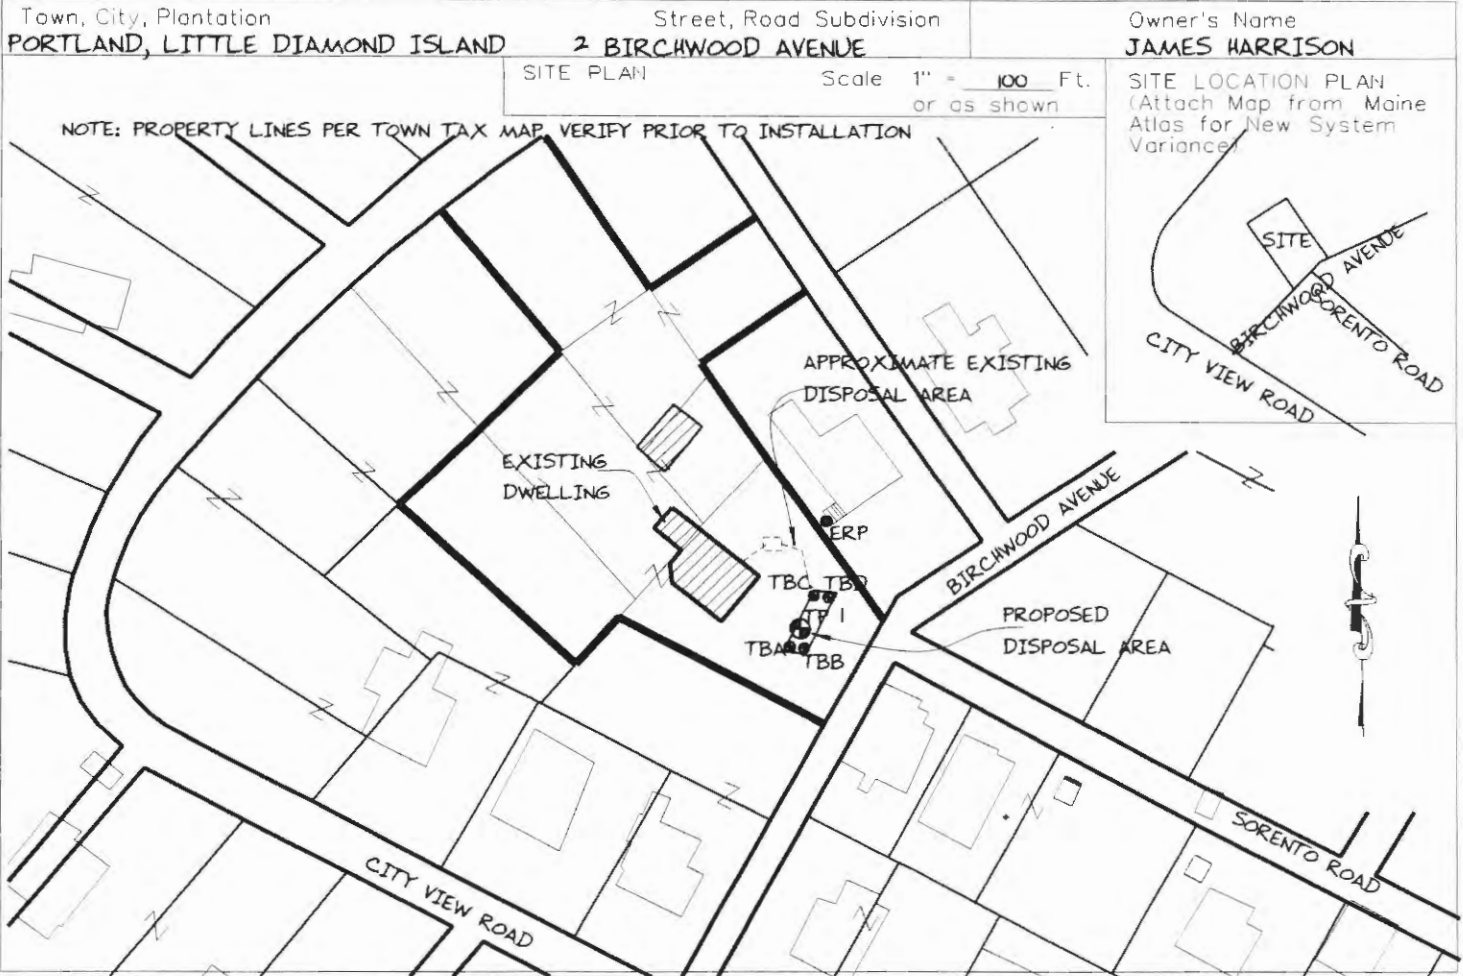 Town, City, Plantation
PORTLAND, LITTLE DIAMOND ISLAND
Street, Road Subdivision
2 BIRCHWOOD AVENUE
Owner's Name
JAMES HARRISON
SITE PLAN
Scale 1" = 100 Ft.
or as shown
SITE LOCATION PLAN
(Attach Map from Maine
Atlas for New System
Variance)
NOTE: PROPERTY LINES PER TOWN TAX MAP, VERIFY PRIOR TO INSTALLATION
SITE
BIRCHWOOD AVENUE
SORENTO ROAD
CITY VIEW ROAD
APPROXIMATE EXISTING
DISPOSAL AREA
EXISTING
DWELLING
ERP
BIRCHWOOD AVENUE
TBC TBD
TP 1
TBA
TBB
PROPOSED
DISPOSAL AREA
SORENTO ROAD
CITY VIEW ROAD